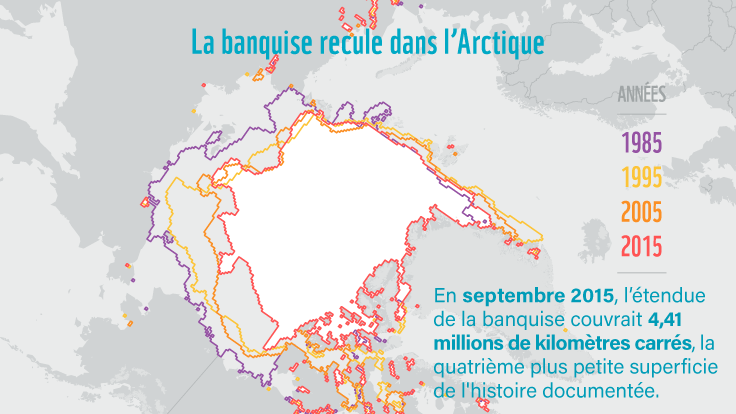 La banquise recule dans l’Arctique
ANNÉES
1985
1995
2005
2015
En septembre 2015, l’étendue
de la banquise couvrait 4,41
millions de kilomètres carrés, la
quatrième plus petite superficie
de l'histoire documentée.